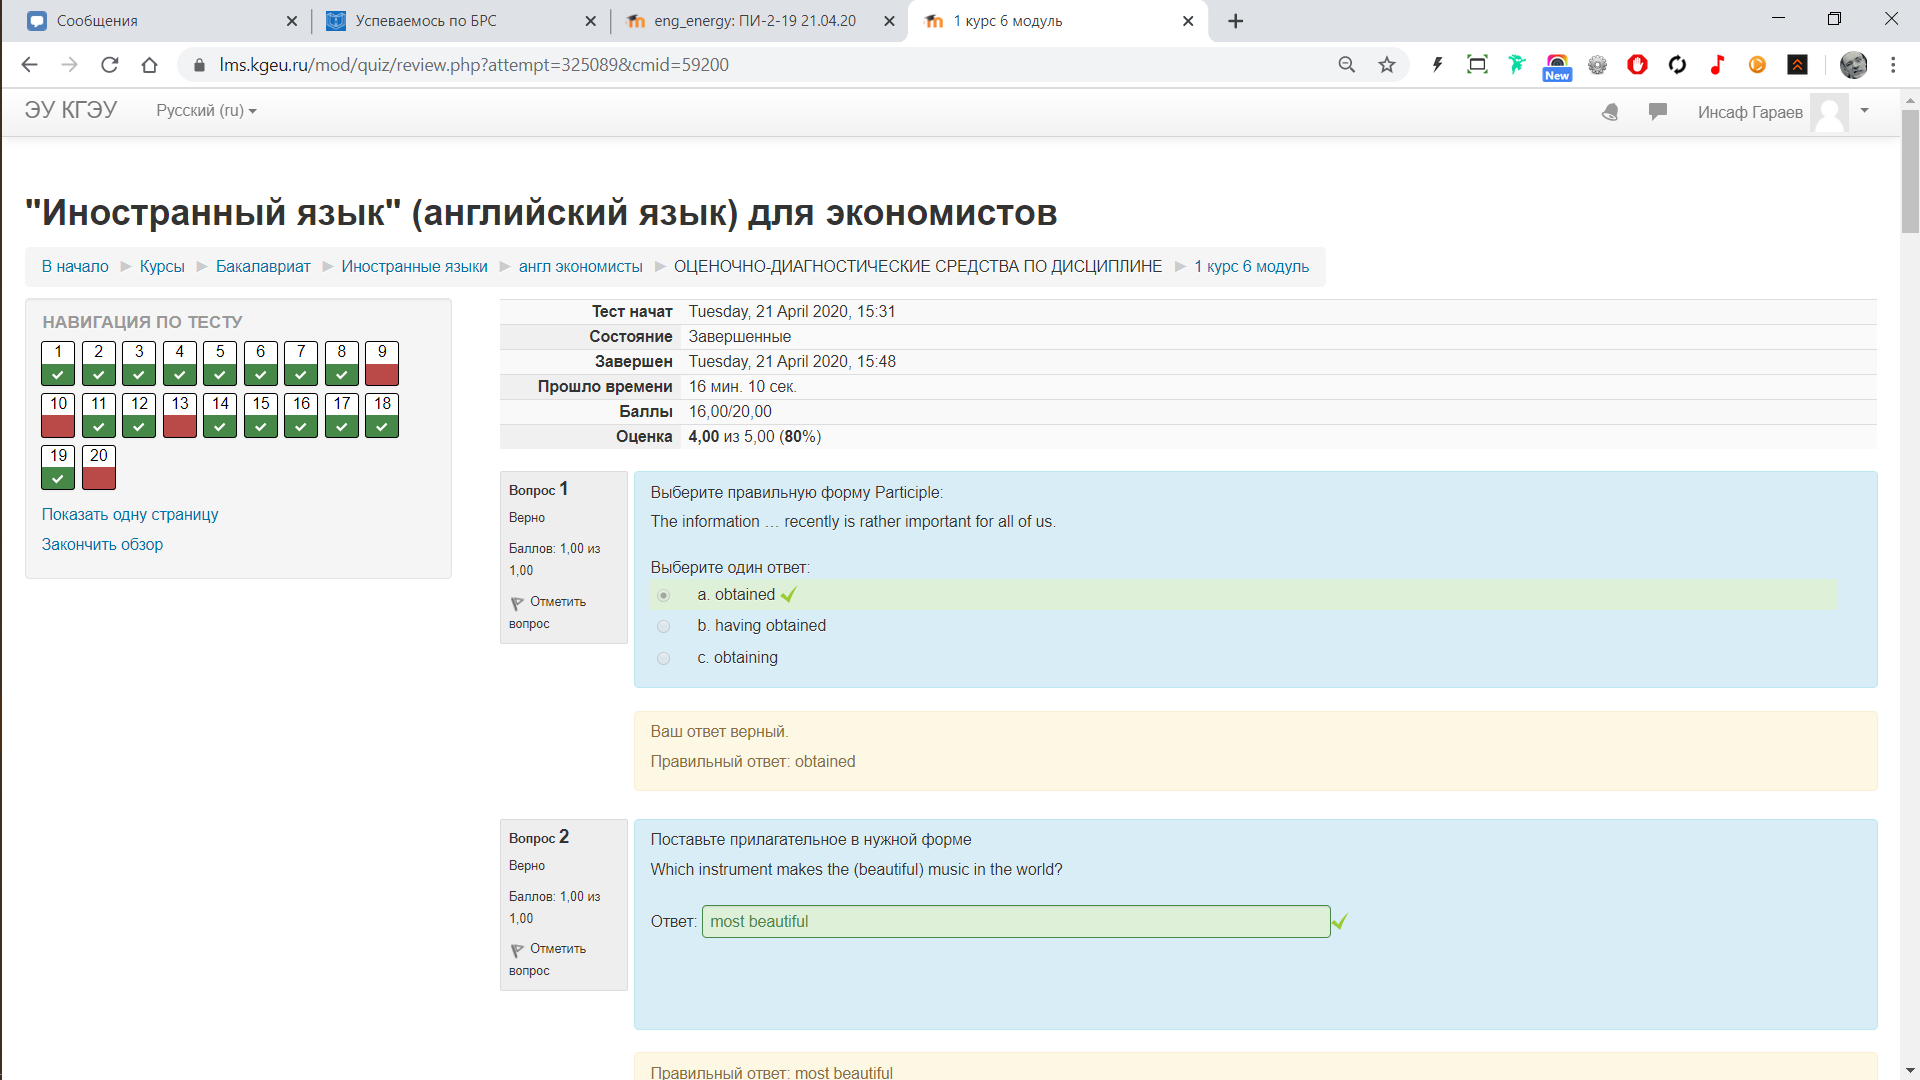 Сообщения
Успеваемось по БРС
eng_energy: ПИ-2-19 21.04.20
1 курс 6 модуль
lms.kgeu.ru/mod/quiz/review.php?attempt=325089&cmid=59200
New
ЭУ КГЭУ
Русский (ru)
Инсаф Гараев
"Иностранный язык" (английский язык) для экономистов
В начало
Курсы
Бакалавриат
Иностранные языки
англ экономисты
ОЦЕНОЧНО-ДИАГНОСТИЧЕСКИЕ СРЕДСТВА ПО ДИСЦИПЛИНЕ
1 курс 6 модуль
НАВИГАЦИЯ ПО ТЕСТУ
1 2 3 4 5 6 7 8 9
10 11 12 13 14 15 16 17 18
19 20
Показать одну страницу
Закончить обзор
Тест начат Tuesday, 21 April 2020, 15:31
Состояние Завершенные
Завершен Tuesday, 21 April 2020, 15:48
Прошло времени 16 мин. 10 сек.
Баллы 16,00/20,00
Оценка 4,00 из 5,00 (80%)
Вопрос 1
Верно
Баллов: 1,00 из
1,00
Отметить
вопрос
Выберите правильную форму Participle:
The information … recently is rather important for all of us.
Выберите один ответ:
a. obtained
b. having obtained
c. obtaining
Ваш ответ верный.
Правильный ответ: obtained
Вопрос 2
Верно
Баллов: 1,00 из
1,00
Отметить
вопрос
Поставьте прилагательное в нужной форме
Which instrument makes the (beautiful) music in the world?
Ответ: most beautiful
Правильный ответ: most beautiful